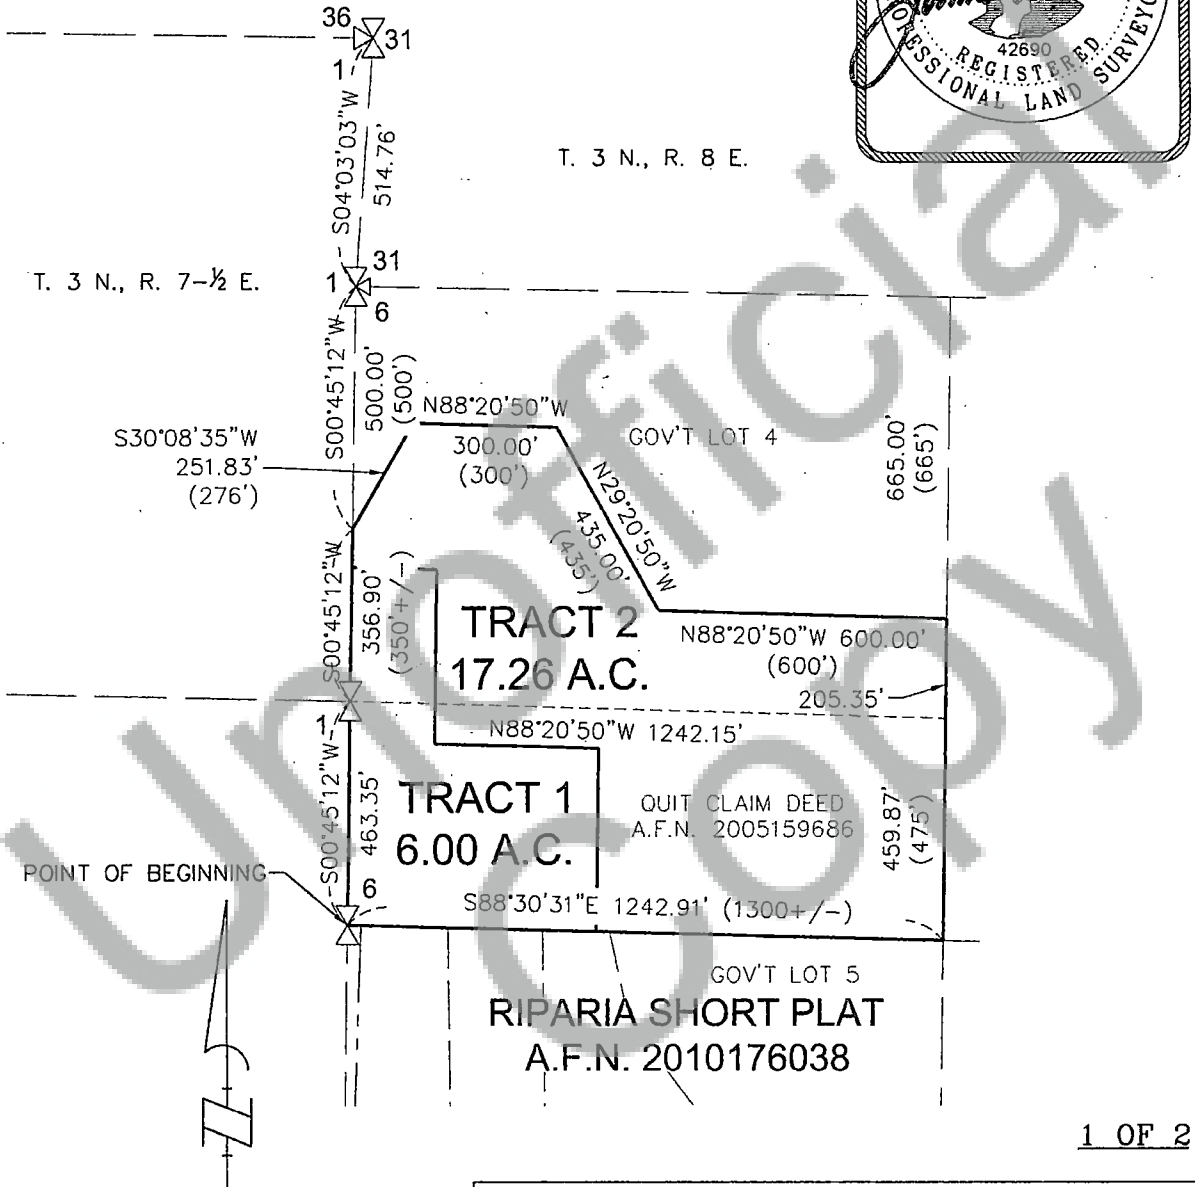 36
31
1
S04°03'03"W
514.76'
42690
REGISTERED
PROFESSIONAL LAND SURVEYOR
T. 3 N., R. 8 E.
T. 3 N., R. 7-½ E.
31
1
6
S00°45'12"W
500.00'
(500')
N88°20'50"W
300.00'
(300')
GOV'T LOT 4
665.00'
(665')
S30°08'35"W
251.83'
(276')
N29°20'50"W
435.00'
(435')
S00°45'12"W
356.90'
(350'+/-)
TRACT 2
17.26 A.C.
N88°20'50"W 600.00'
(600')
205.35'
1
N88°20'50"W 1242.15'
S00°45'12"W
463.35'
TRACT 1
6.00 A.C.
QUIT CLAIM DEED
A.F.N. 2005159686
459.87'
(475')
POINT OF BEGINNING
6
S88°30'31"E 1242.91' (1300+/-)
GOV'T LOT 5
RIPARIA SHORT PLAT
A.F.N. 2010176038
1 OF 2
Unofficial
Copy